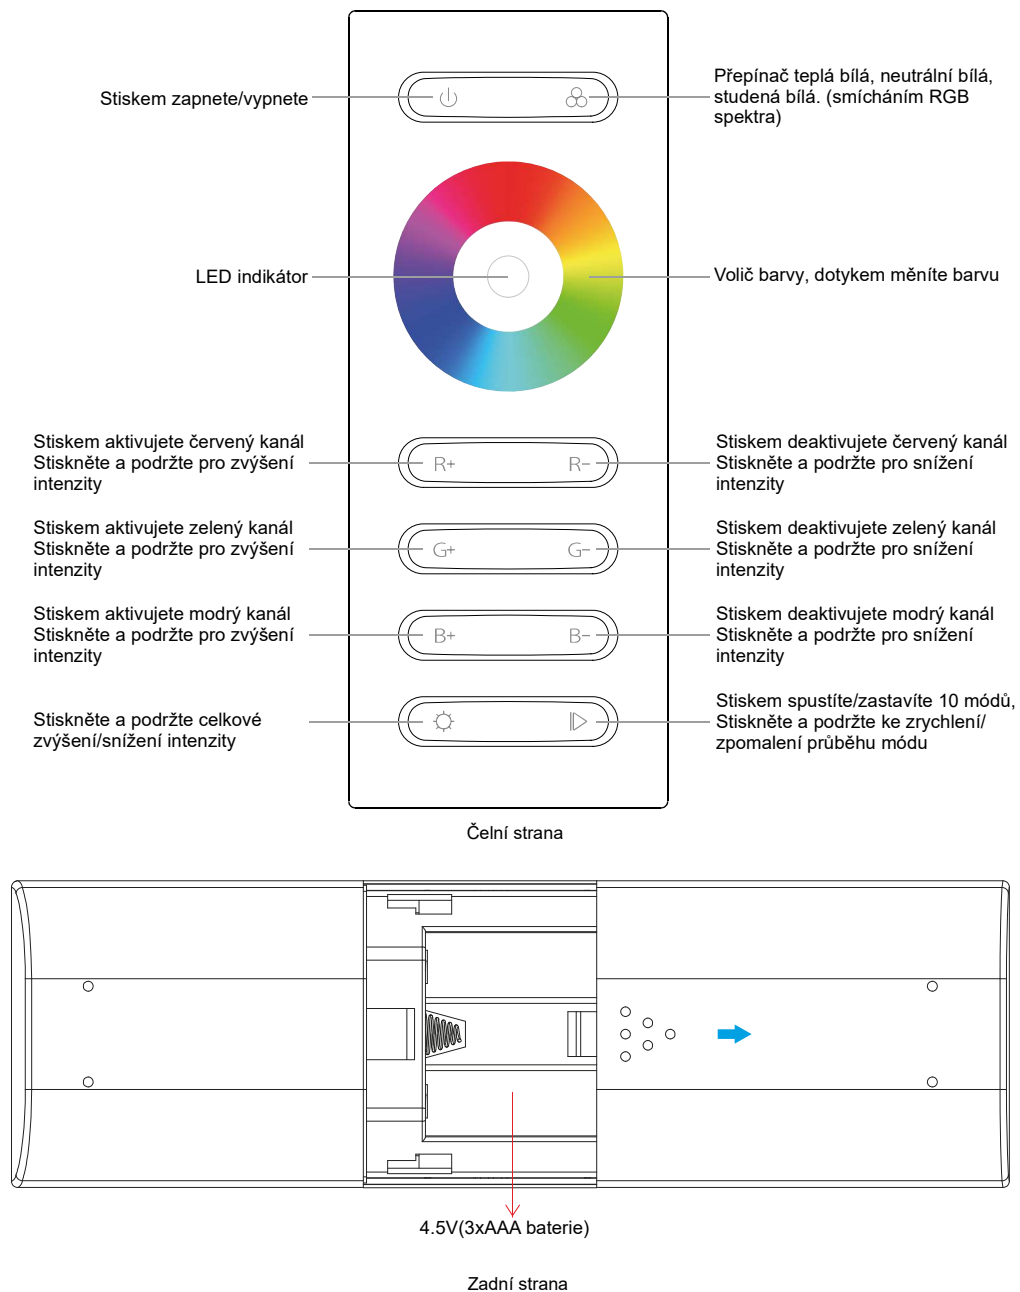 Stiskem zapnete/vypnete
Přepínač teplá bílá, neutrální bílá,
studená bílá. (smícháním RGB
spektra)
LED indikátor
Volič barvy, dotykem měníte barvu
Stiskem aktivujete červený kanál
Stiskněte a podržte pro zvýšení
intenzity
R+
R-
Stiskem deaktivujete červený kanál
Stiskněte a podržte pro snížení
intenzity
Stiskem aktivujete zelený kanál
Stiskněte a podržte pro zvýšení
intenzity
G+
G-
Stiskem deaktivujete zelený kanál
Stiskněte a podržte pro snížení
intenzity
Stiskem aktivujete modrý kanál
Stiskněte a podržte pro zvýšení
intenzity
B+
B-
Stiskem deaktivujete modrý kanál
Stiskněte a podržte pro snížení
intenzity
Stiskněte a podržte celkové
zvýšení/snížení intenzity
Stiskem spustíte/zastavíte 10 módů,
Stiskněte a podržte ke zrychlení/
zpomalení průběhu módu
Čelní strana
4.5V(3xAAA baterie)
Zadní strana